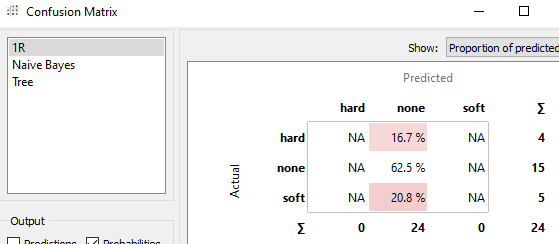 Confusion Matrix
1R
Naive Bayes
Tree
Show: Proportion of predicted
Predicted
hard none soft Σ
hard NA 16.7 % NA 4
none NA 62.5 % NA 15
soft NA 20.8 % NA 5
Σ 0 24 0 24
Actual
Output
Predictions Probabilities